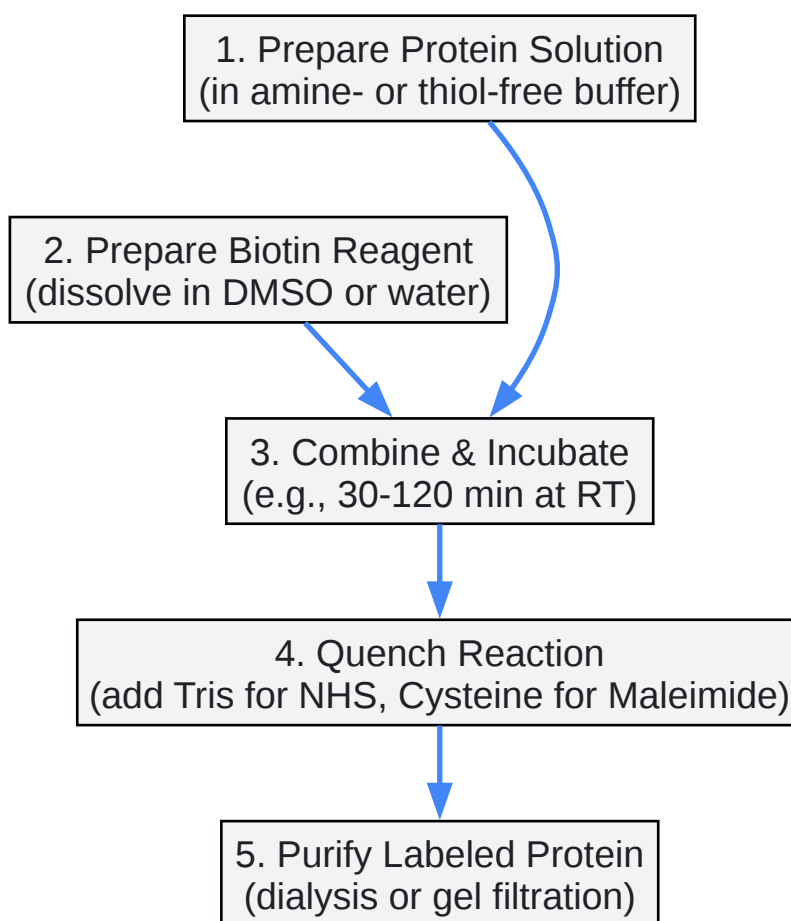 1. Prepare Protein Solution
(in amine- or thiol-free buffer)
2. Prepare Biotin Reagent
(dissolve in DMSO or water)
3. Combine & Incubate
(e.g., 30-120 min at RT)
4. Quench Reaction
(add Tris for NHS, Cysteine for Maleimide)
5. Purify Labeled Protein
(dialysis or gel filtration)